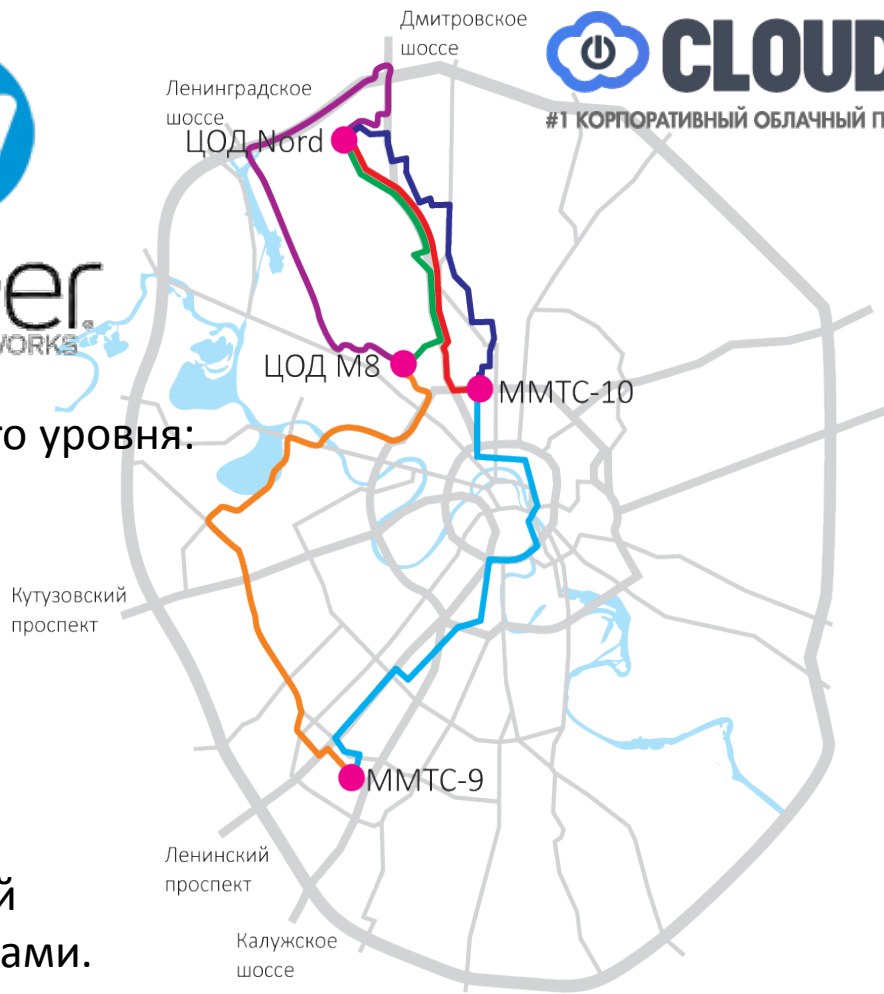 Дмитровское
шоссе
CLOUD
#1 КОРПОРАТИВНЫЙ ОБЛАЧНЫЙ П
Ленинградское
шоссе
ЦОД Nord
er
WORKS
ЦОД М8
ММТС-10
го уровня:
Кутузовский
проспект
ММТС-9
Ленинский
проспект
й
ами.
Калужское
шоссе